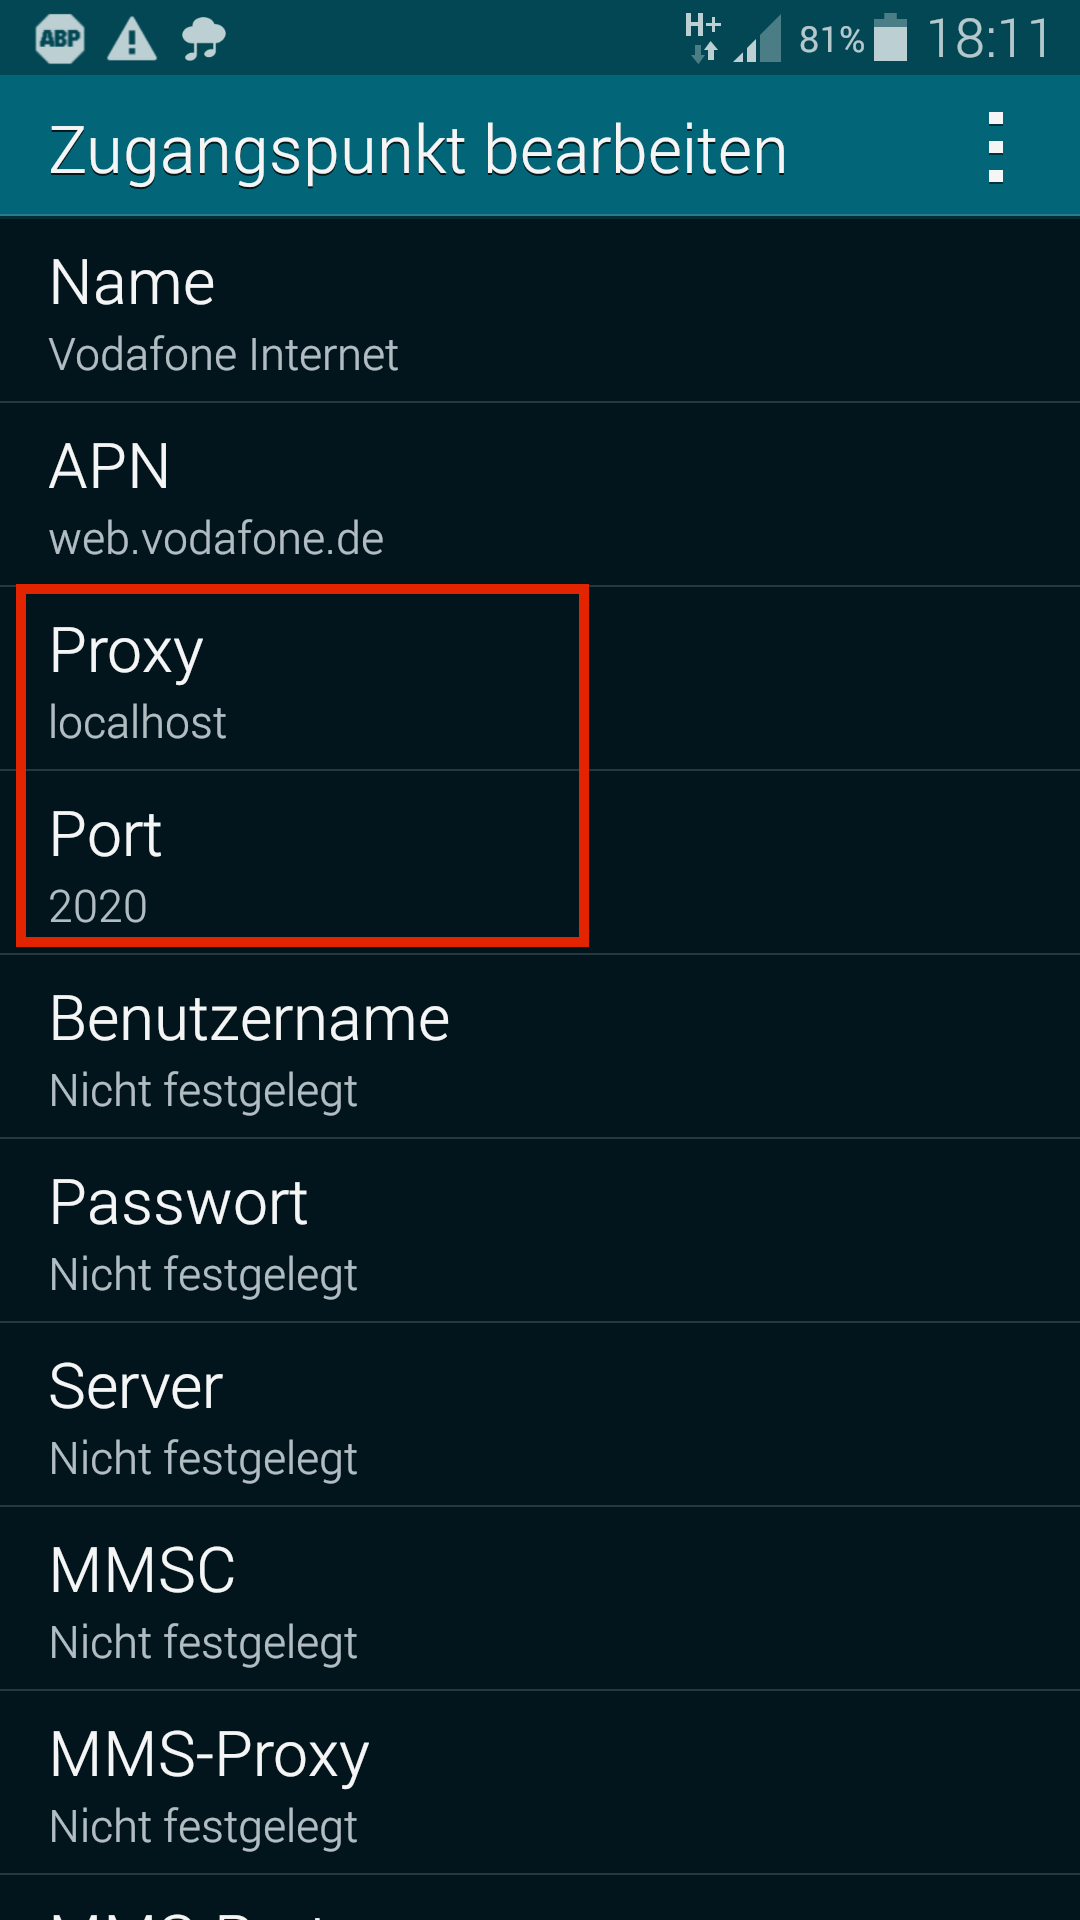 ABP H+ 81% 18:11
Zugangspunkt bearbeiten
Name
Vodafone Internet
APN
web.vodafone.de
Proxy
localhost
Port
2020
Benutzername
Nicht festgelegt
Passwort
Nicht festgelegt
Server
Nicht festgelegt
MMSC
Nicht festgelegt
MMS-Proxy
Nicht festgelegt